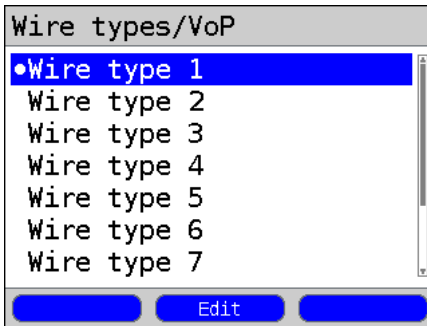 Wire types/VoP
•Wire type 1
Wire type 2
Wire type 3
Wire type 4
Wire type 5
Wire type 6
Wire type 7
Edit